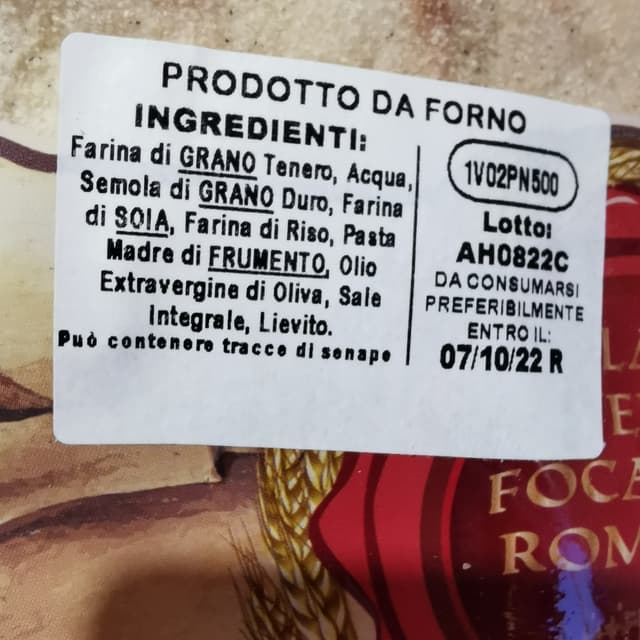 PRODOTTO DA FORNO
INGREDIENTI:
Farina di GRANO Tenero, Acqua,
Semola di GRANO Duro, Farina
di SOIA, Farina di Riso, Pasta
Madre di FRUMENTO, Olio
Extravergine di Oliva, Sale
Integrale, Lievito.
Può contenere tracce di senape
1V02PN500
Lotto:
AH0822C
DA CONSUMARSI
PREFERIBILMENTE
ENTRO IL:
07/10/22 R